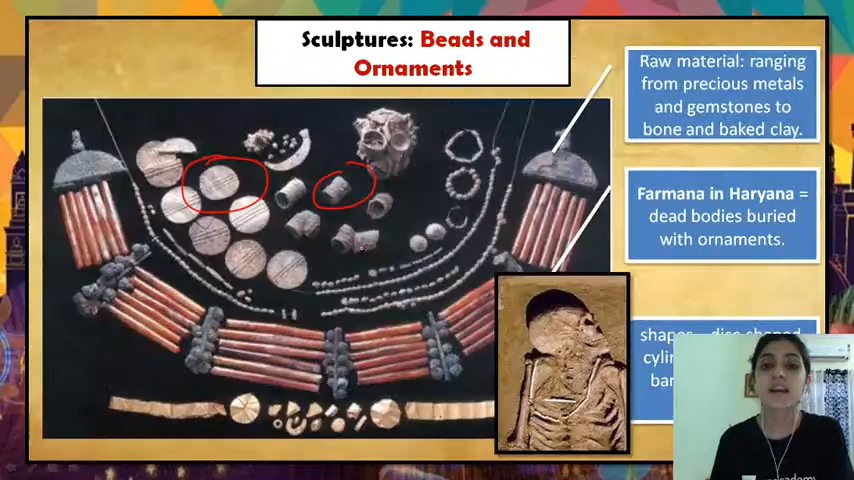 Sculptures: Beads and
Ornaments
Raw material: ranging
from precious metals
and gemstones to
bone and baked clay.
Farmana in Haryana =
dead bodies buried
with ornaments.
shapes